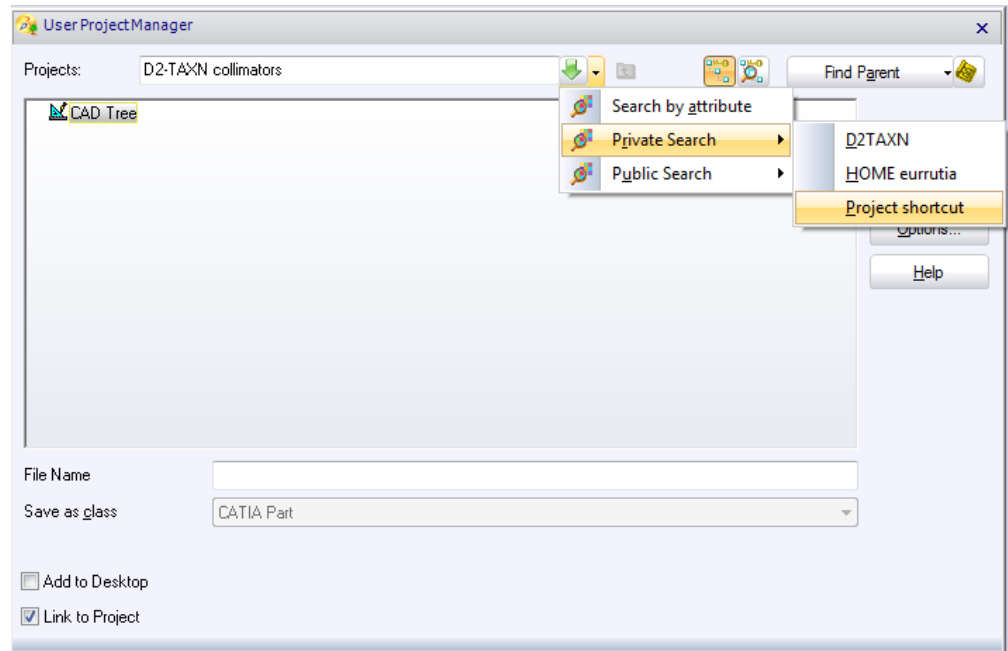 User Project Manager
Projects: D2-TAXN collimators Find Parent
CAD Tree
Search by attribute
Private Search
Public Search
D2TAXN
HOME eurrutia
Project shortcut
Options...
Help
File Name
Save as class CATIA Part
Add to Desktop
Link to Project